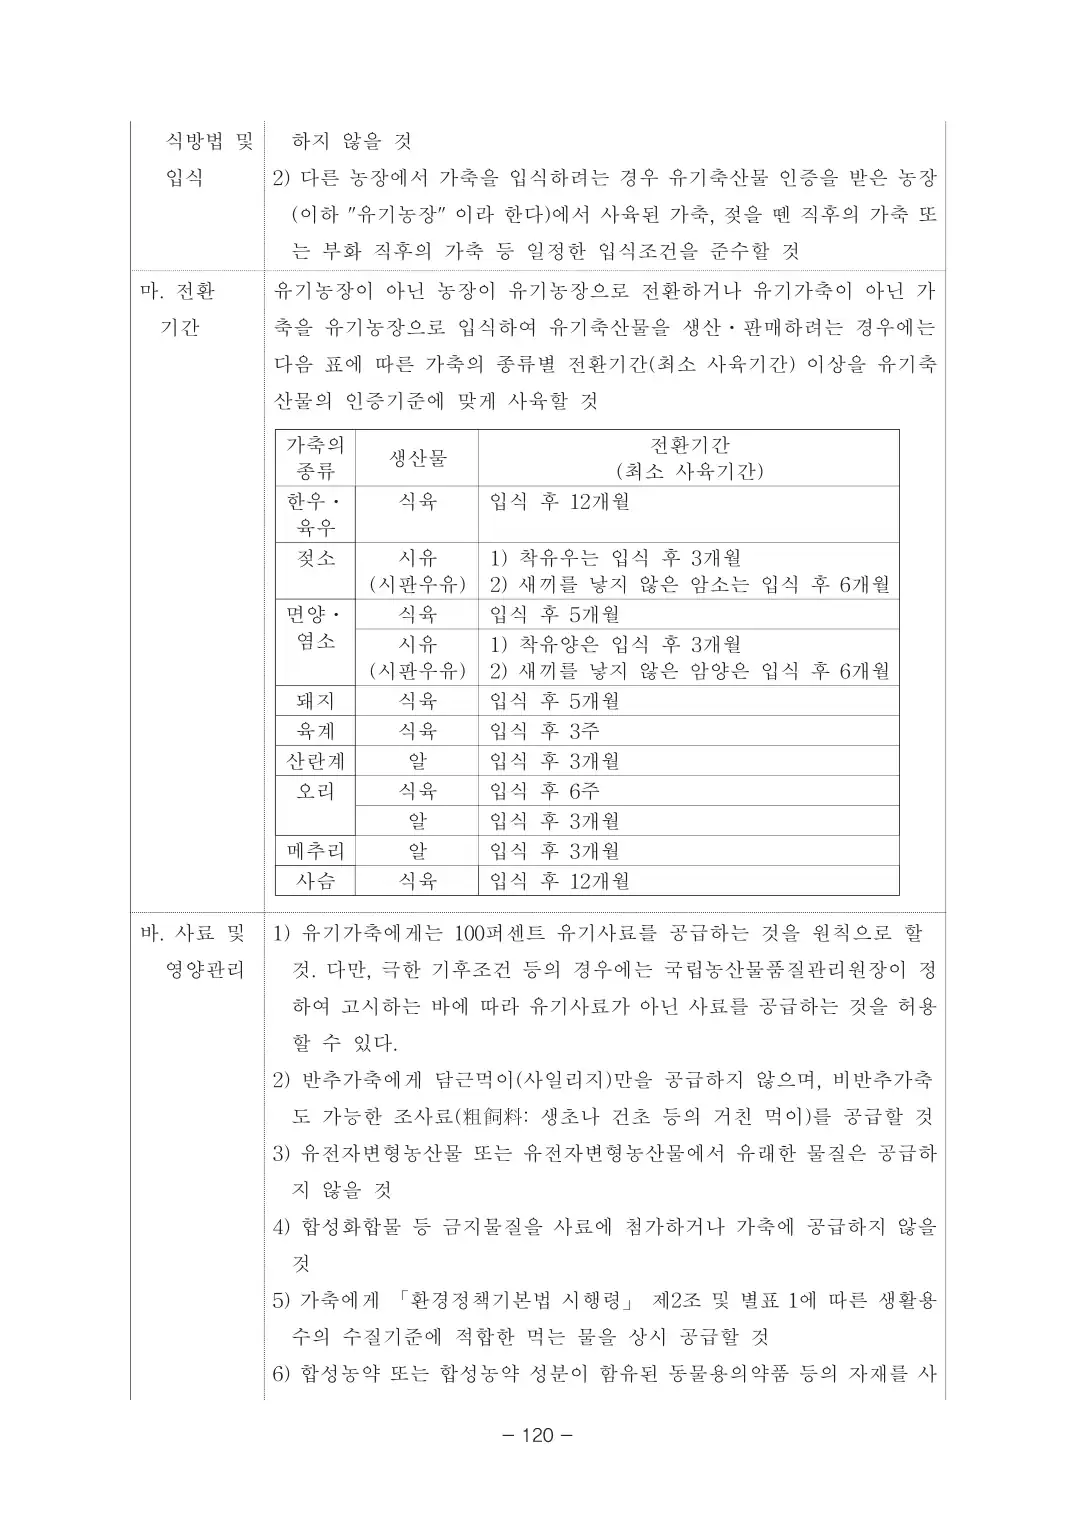 식방법 및
입식
하지 않을 것
2) 다른 농장에서 가축을 입식하려는 경우 유기축산물 인증을 받은 농장
(이하 "유기농장" 이라 한다)에서 사육된 가축, 젖을 뗀 직후의 가축 또
는 부화 직후의 가축 등 일정한 입식조건을 준수할 것
마. 전환
기간
유기농장이 아닌 농장이 유기농장으로 전환하거나 유기가축이 아닌 가
축을 유기농장으로 입식하여 유기축산물을 생산・판매하려는 경우에는
다음 표에 따른 가축의 종류별 전환기간(최소 사육기간) 이상을 유기축
산물의 인증기준에 맞게 사육할 것
가축의
종류
생산물
전환기간
(최소 사육기간)
한우・
육우
식육
입식 후 12개월
젖소
시유
(시판우유)
1) 착유우는 입식 후 3개월
2) 새끼를 낳지 않은 암소는 입식 후 6개월
면양・
염소
식육
입식 후 5개월
시유
(시판우유)
1) 착유양은 입식 후 3개월
2) 새끼를 낳지 않은 암양은 입식 후 6개월
돼지
식육
입식 후 5개월
육계
식육
입식 후 3주
산란계
알
입식 후 3개월
오리
식육
입식 후 6주
알
입식 후 3개월
메추리
알
입식 후 3개월
사슴
식육
입식 후 12개월
바. 사료 및
영양관리
1) 유기가축에게는 100퍼센트 유기사료를 공급하는 것을 원칙으로 할
것. 다만, 극한 기후조건 등의 경우에는 국립농산물품질관리원장이 정
하여 고시하는 바에 따라 유기사료가 아닌 사료를 공급하는 것을 허용
할 수 있다.
2) 반추가축에게 담근먹이(사일리지)만을 공급하지 않으며, 비반추가축
도 가능한 조사료(粗飼料: 생초나 건초 등의 거친 먹이)를 공급할 것
3) 유전자변형농산물 또는 유전자변형농산물에서 유래한 물질은 공급하
지 않을 것
4) 합성화합물 등 금지물질을 사료에 첨가하거나 가축에 공급하지 않을
것
5) 가축에게 「환경정책기본법 시행령」 제2조 및 별표 1에 따른 생활용
수의 수질기준에 적합한 먹는 물을 상시 공급할 것
6) 합성농약 또는 합성농약 성분이 함유된 동물용의약품 등의 자재를 사
- 120 -